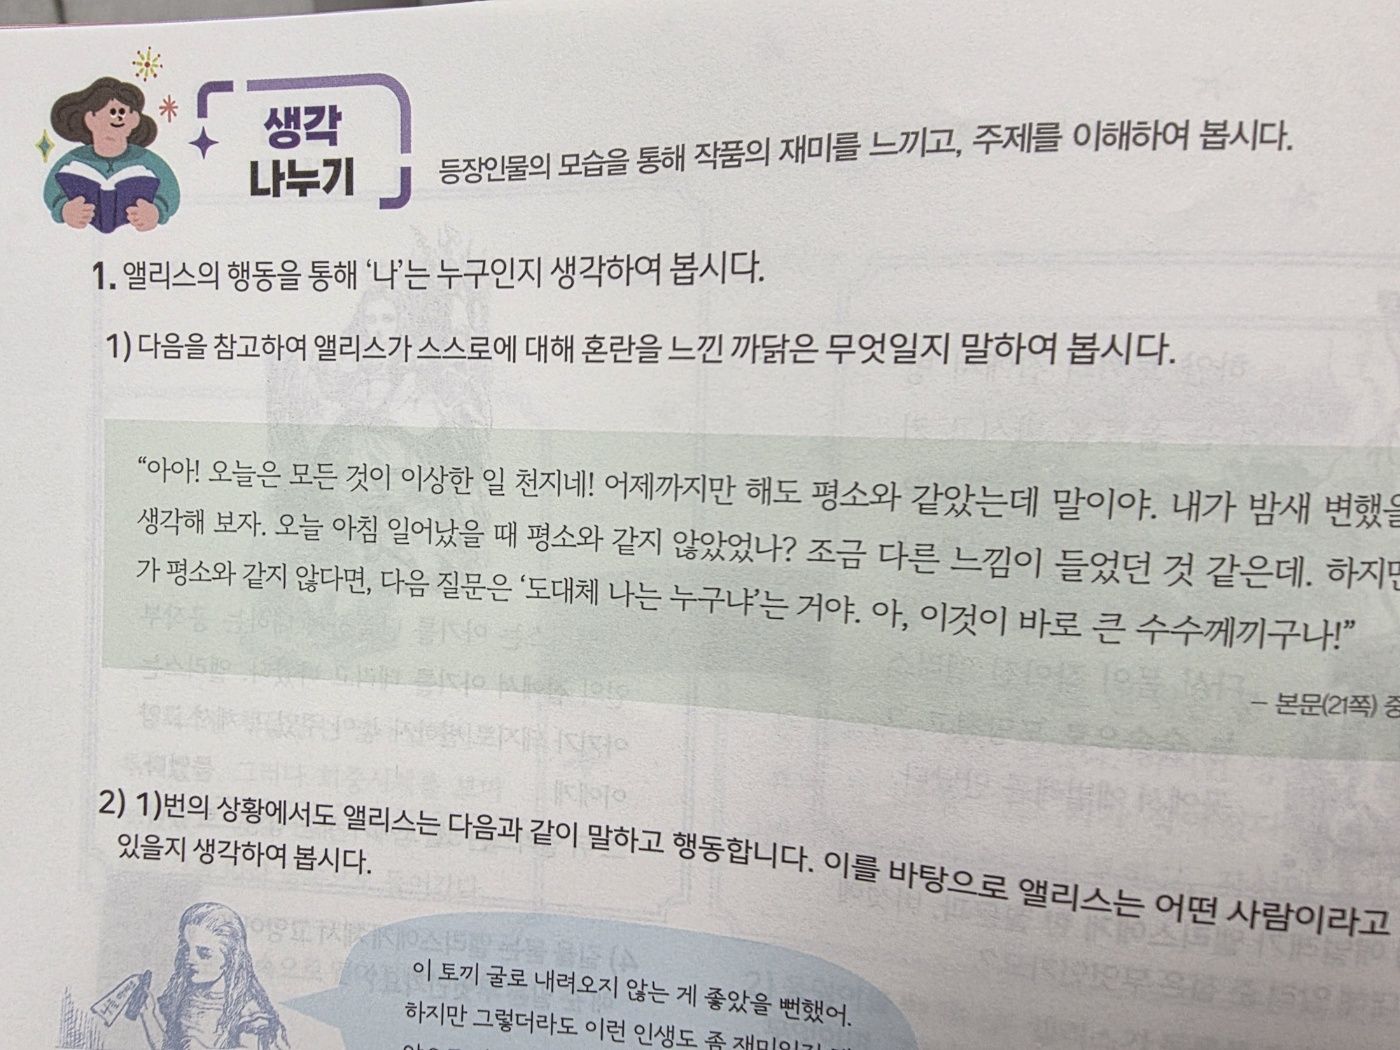 생각
나누기
등장인물의 모습을 통해 작품의 재미를 느끼고, 주제를 이해하여 봅시다.
1. 앨리스의 행동을 통해 ‘나’는 누구인지 생각하여 봅시다.
1) 다음을 참고하여 앨리스가 스스로에 대해 혼란을 느낀 까닭은 무엇일지 말하여 봅시다.
“아아! 오늘은 모든 것이 이상한 일 천지네! 어제까지만 해도 평소와 같았는데 말이야. 내가 밤새 변했을
생각해 보자. 오늘 아침 일어났을 때 평소와 같지 않았었나? 조금 다른 느낌이 들었던 것 같은데. 하지만
가 평소와 같지 않다면, 다음 질문은 ‘도대체 나는 누구냐’는 거야. 아, 이것이 바로 큰 수수께끼구나!”
– 본문(21쪽) 중
2) 1)번의 상황에서도 앨리스는 다음과 같이 말하고 행동합니다. 이를 바탕으로 앨리스는 어떤 사람이라고
있을지 생각하여 봅시다.
이 토끼 굴로 내려오지 않는 게 좋았을 뻔했어.
하지만 그렇더라도 이런 인생도 좀